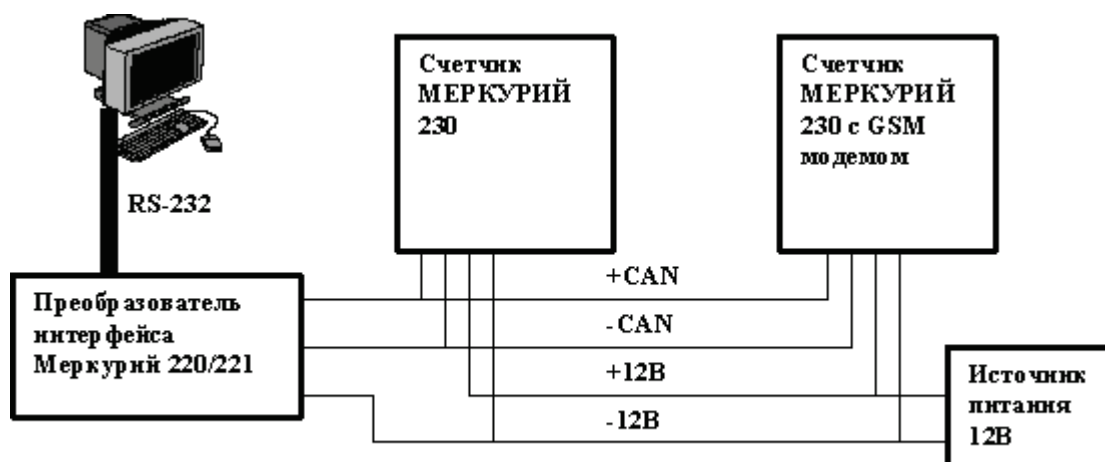 Счетчик
МЕРКУРИЙ
230
Счетчик
МЕРКУРИЙ
230 с GSM
модемом
RS-232
Преобразователь
интерфейса
Меркурий 220/221
+CAN
-CAN
+12В
-12В
Источник
питания
12В